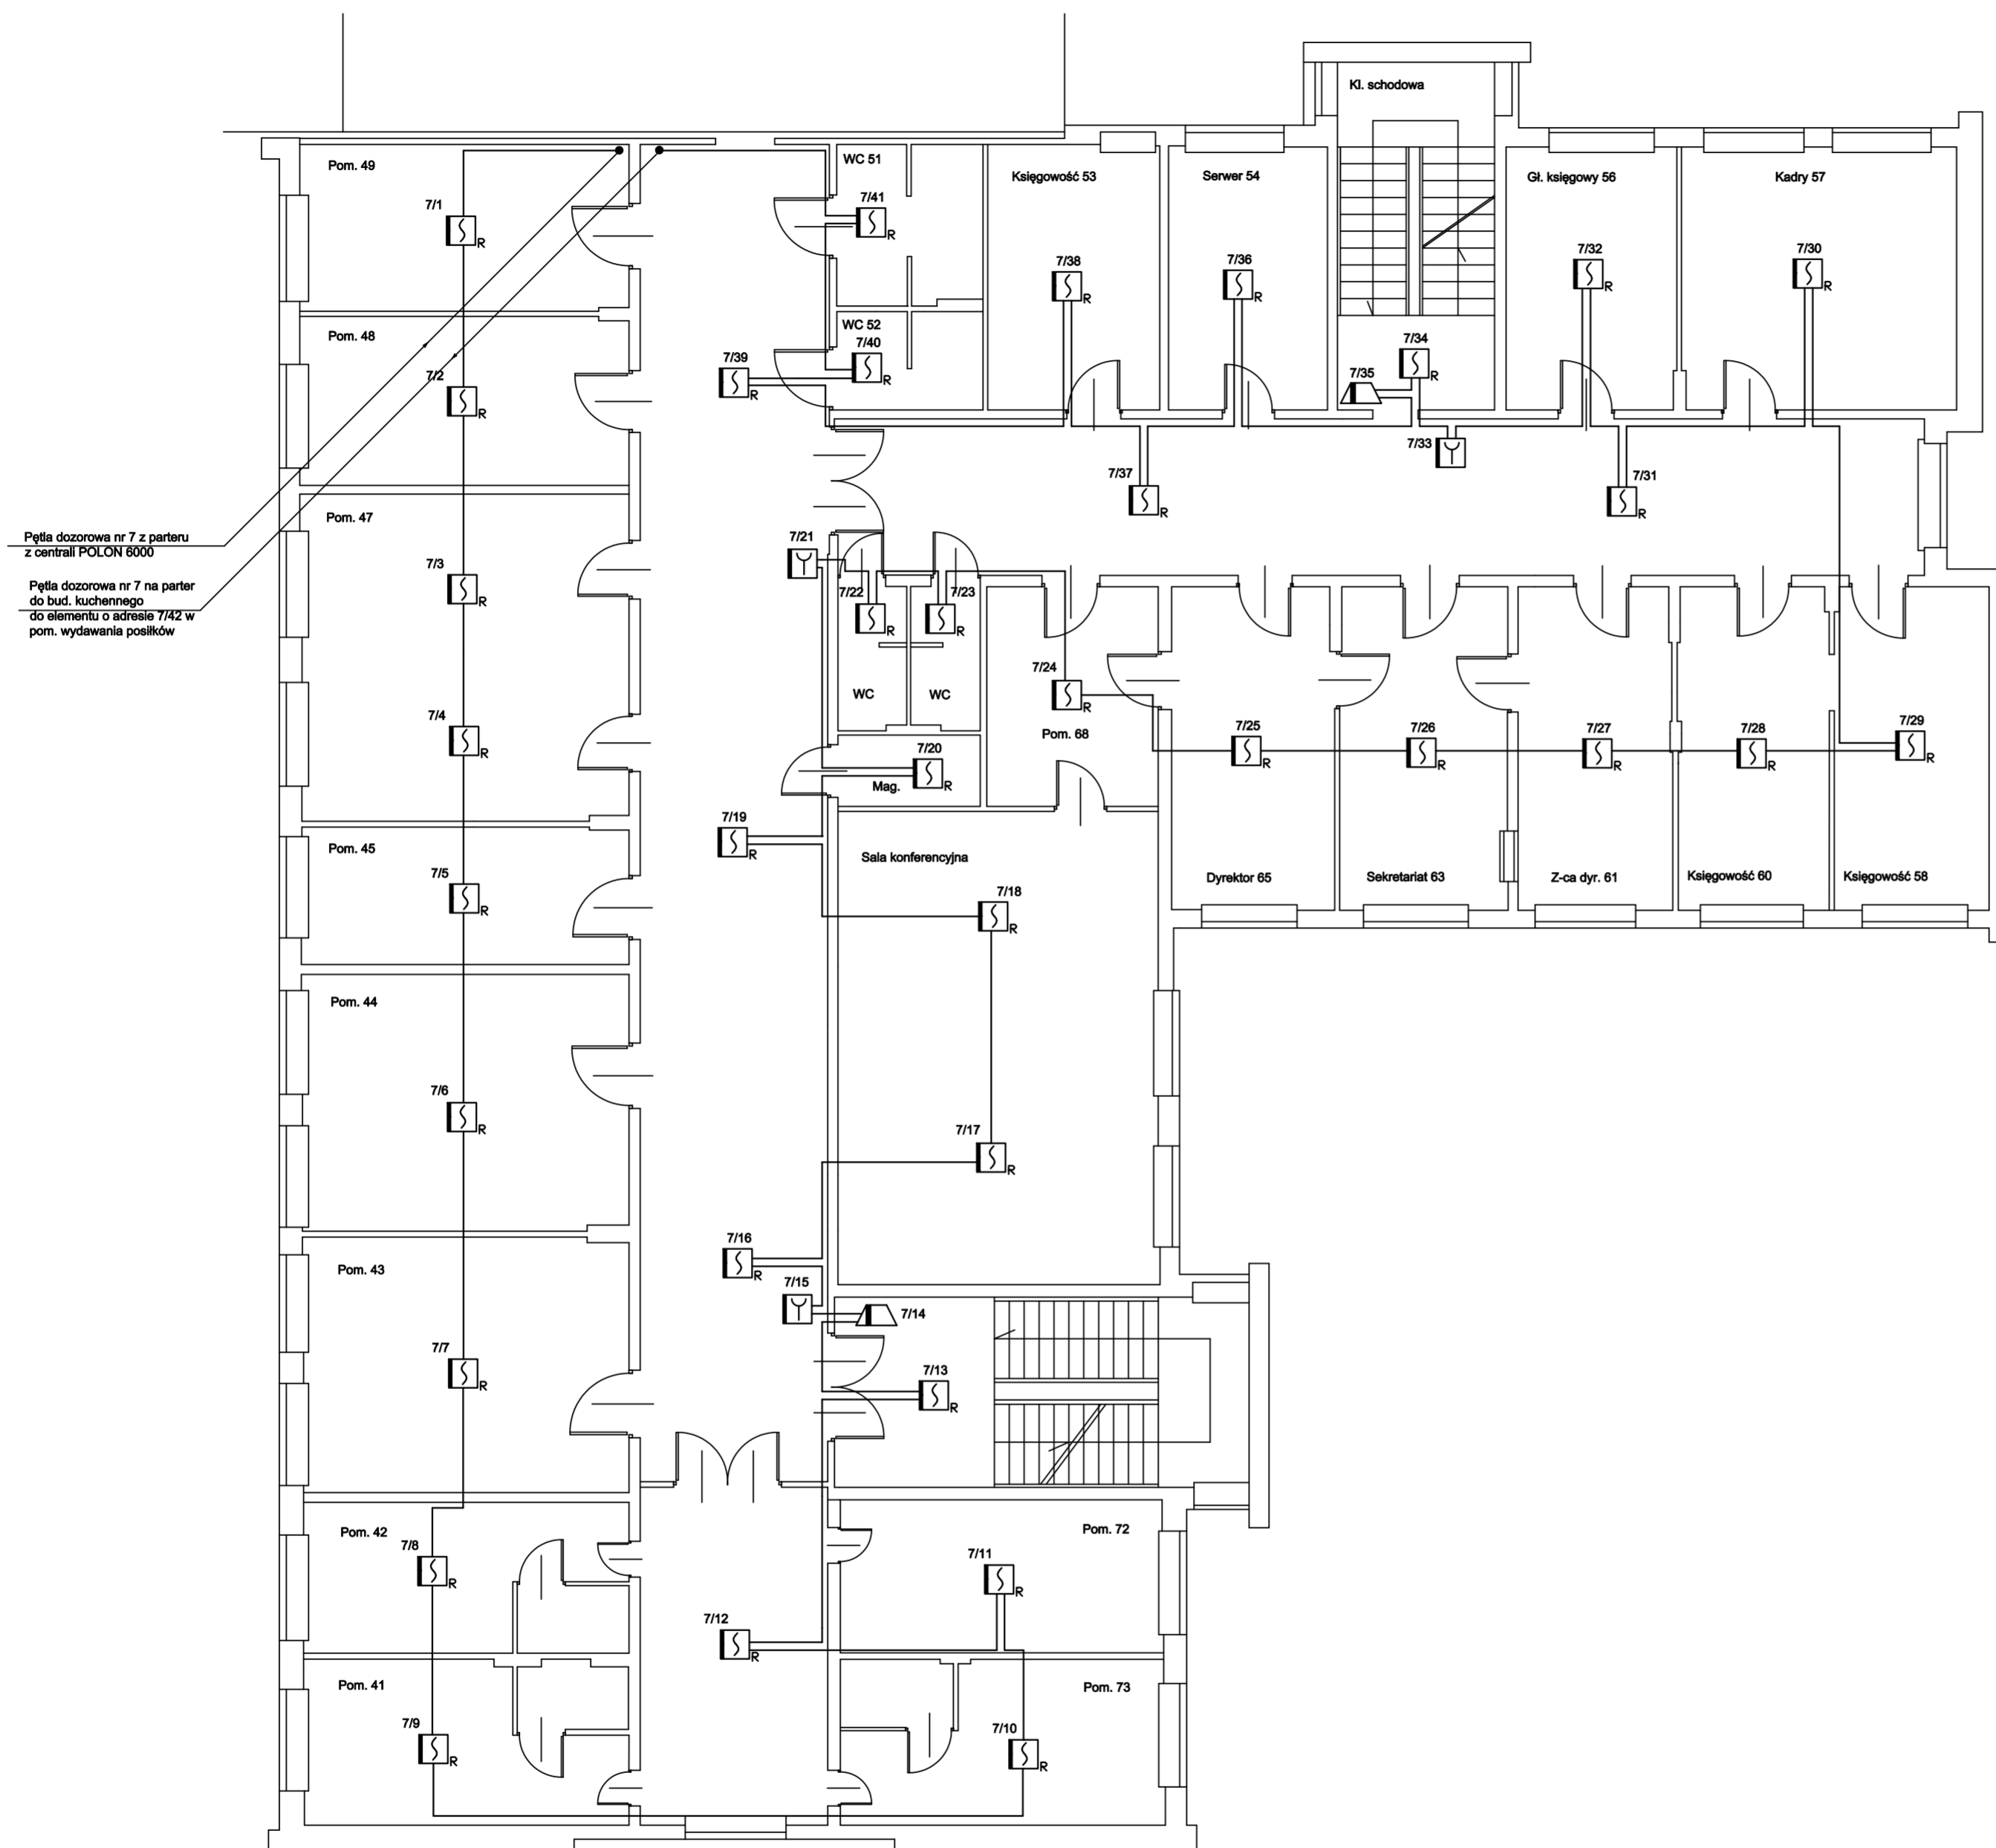 Kl. schodowa
Pom. 49
WC 51
Księgowość 53
Serwer 54
Gł. księgowy 56
Kadry 57
7/1
R
7/41
R
7/38
R
7/36
R
7/32
R
7/30
R
Pom. 48
WC 52
7/2
R
7/39
R
7/40
R
7/34
R
7/35
7/33
Pom. 47
7/37
R
7/31
R
Pętla dozorowa nr 7 z parteru
z centrali POLON 6000
Pętla dozorowa nr 7 na parter
do bud. kuchennego
do elementu o adresie 7/42 w
pom. wydawania posiłków
7/3
R
7/21
7/22
R
7/23
R
7/24
R
WC
WC
Pom. 68
7/4
R
7/20
R
Mag.
7/25
R
7/26
R
7/27
R
7/28
R
7/29
R
Pom. 45
7/19
R
Sala konferencyjna
7/5
R
7/18
R
Dyrektor 65
Sekretariat 63
Z-ca dyr. 61
Księgowość 60
Księgowość 58
Pom. 44
7/6
R
7/17
R
Pom. 43
7/16
R
7/15
7/14
7/7
R
7/13
R
Pom. 42
Pom. 72
7/8
R
7/11
R
7/12
R
Pom. 41
Pom. 73
7/9
R
7/10
R